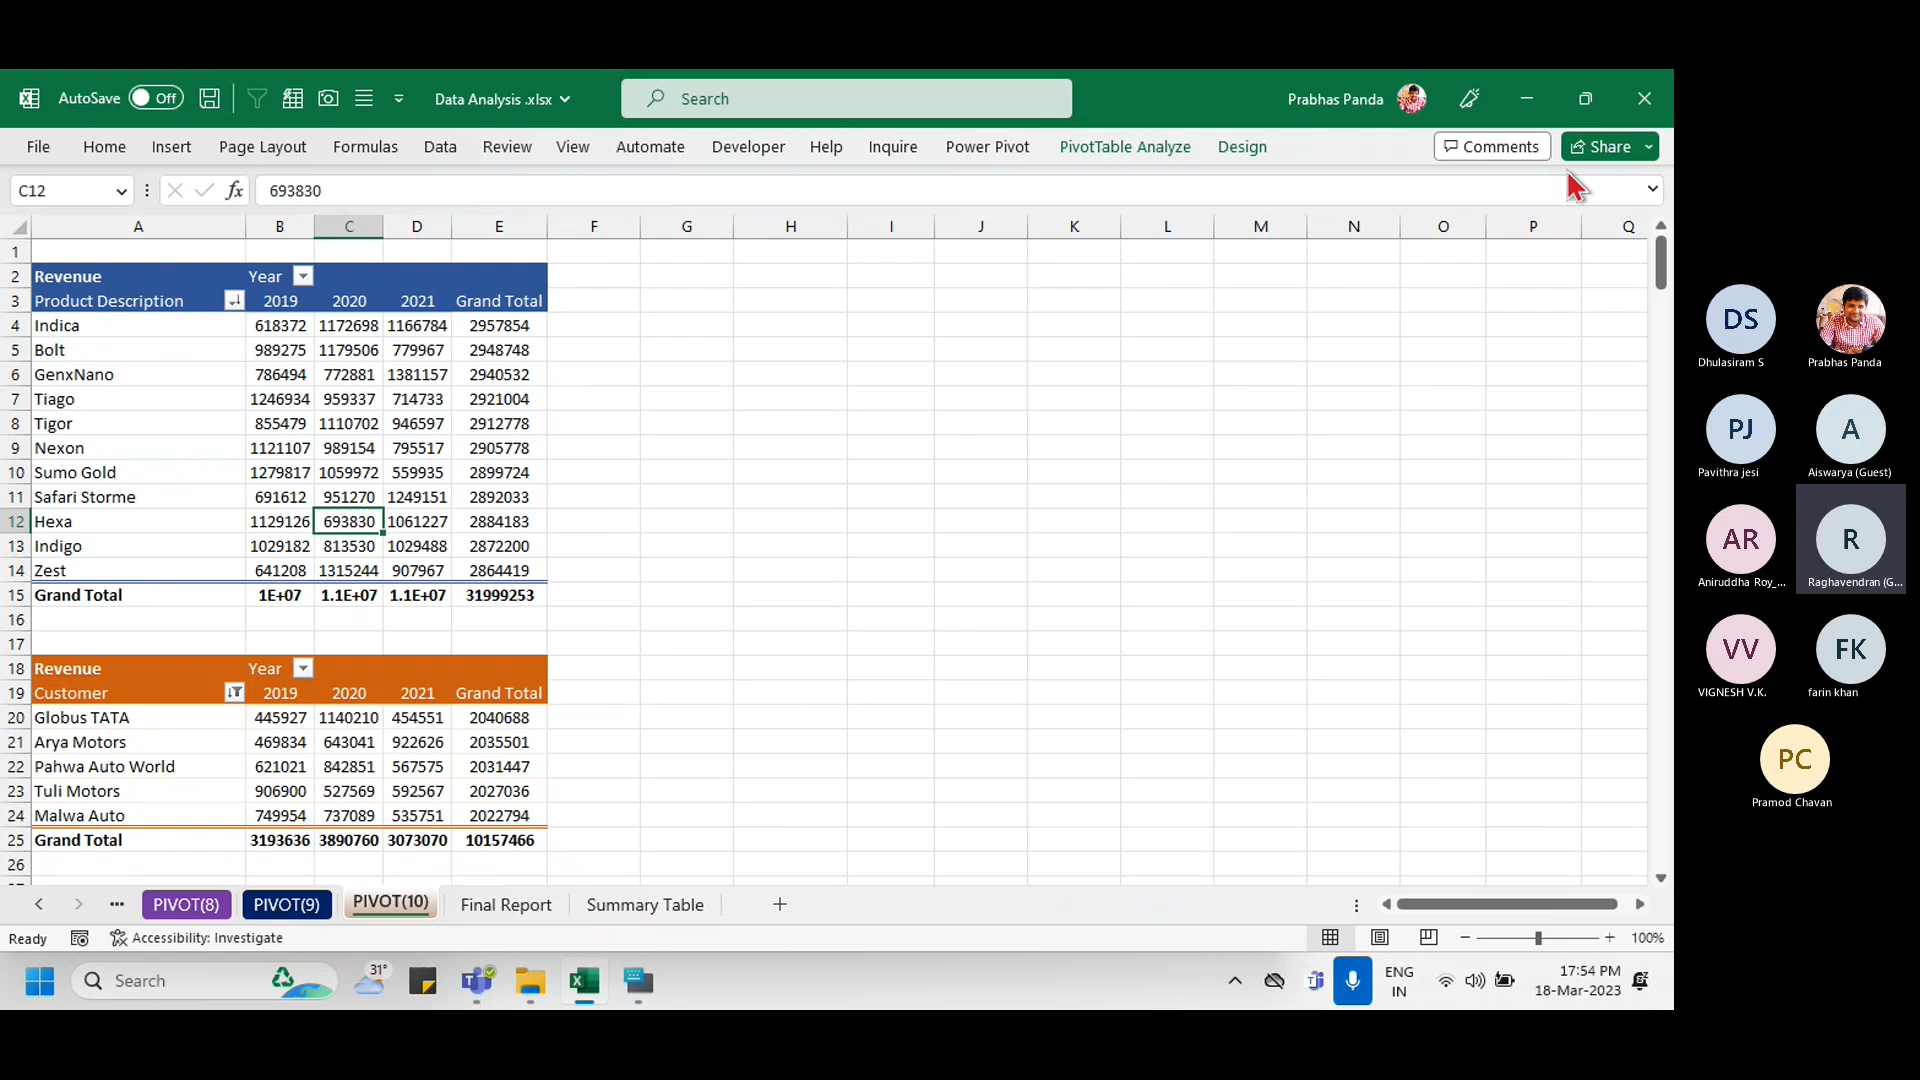 AutoSave Off Data Analysis .xlsx Search Prabhas Panda
File Home Insert Page Layout Formulas Data Review View Automate Developer Help Inquire Power Pivot PivotTable Analyze Design Comments Share
C12 fx 693830
A B C D E F G H I J K L M N O P Q
1
2 Revenue Year
3 Product Description 2019 2020 2021 Grand Total
4 Indica 618372 1172698 1166784 2957854
5 Bolt 989275 1179506 779967 2948748
6 GenxNano 786494 772881 1381157 2940532
7 Tiago 1246934 959337 714733 2921004
8 Tigor 855479 1110702 946597 2912778
9 Nexon 1121107 989154 795517 2905778
10 Sumo Gold 1279817 1059972 559935 2899724
11 Safari Storme 691612 951270 1249151 2892033
12 Hexa 1129126 693830 1061227 2884183
13 Indigo 1029182 813530 1029488 2872200
14 Zest 641208 1315244 907967 2864419
15 Grand Total 1E+07 1.1E+07 1.1E+07 31999253
16
17
18 Revenue Year
19 Customer 2019 2020 2021 Grand Total
20 Globus TATA 445927 1140210 454551 2040688
21 Arya Motors 469834 643041 922626 2035501
22 Pahwa Auto World 621021 842851 567575 2031447
23 Tuli Motors 906900 527569 592567 2027036
24 Malwa Auto 749954 737089 535751 2022794
25 Grand Total 3193636 3890760 3073070 10157466
26
PIVOT(8) PIVOT(9) PIVOT(10) Final Report Summary Table
Ready Accessibility: Investigate 100%
Search 31° ENG IN 17:54 PM 18-Mar-2023
DS
Dhulasiram S Prabhas Panda
PJ A
Pavithra jesi Aiswarya (Guest)
AR R
Aniruddha Roy_... Raghavendran (G...
VV FK
VIGNESH V.K. farin khan
PC
Pramod Chavan